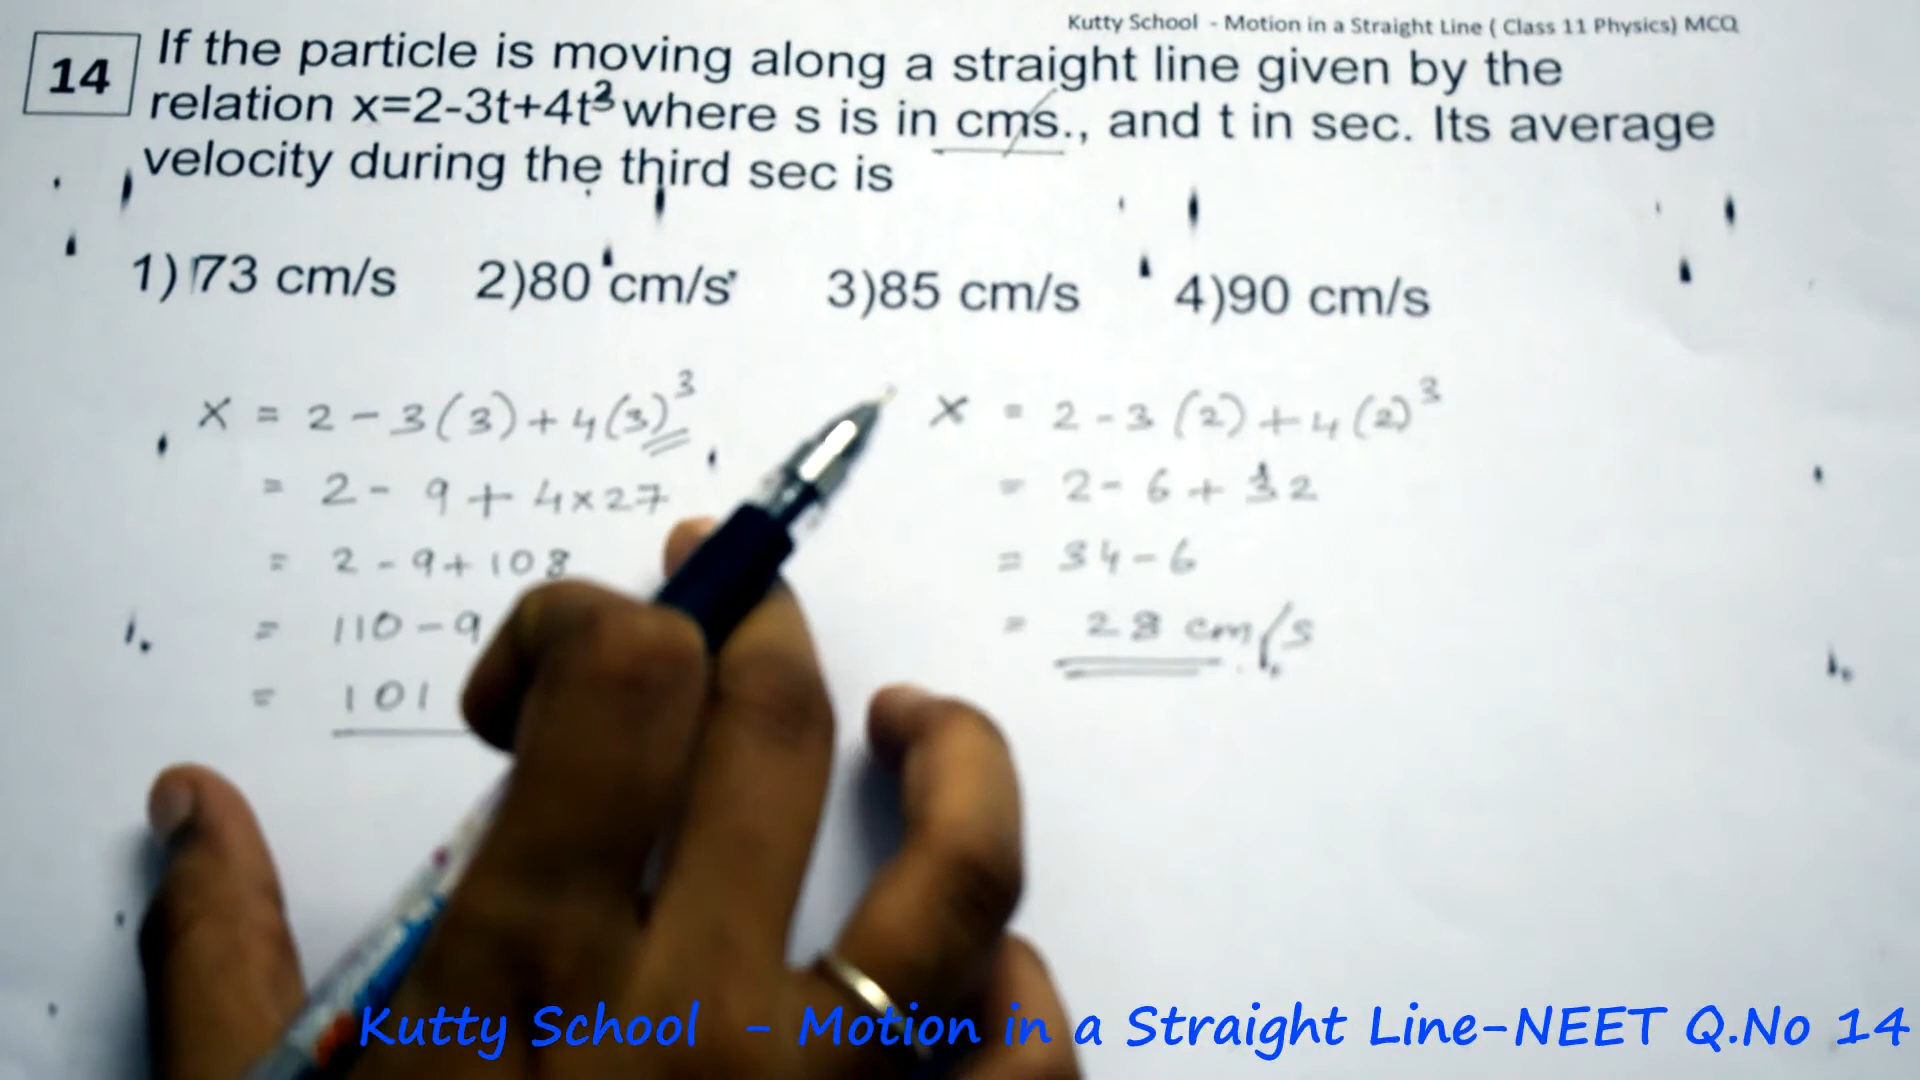 Kutty School - Motion in a Straight Line ( Class 11 Physics) MCQ
14
If the particle is moving along a straight line given by the
relation x=2-3t+4t³ where s is in cms., and t in sec. Its average
velocity during the third sec is
1) 73 cm/s 2)80 cm/s 3)85 cm/s 4)90 cm/s
x = 2 - 3(3) + 4(3)³
= 2 - 9 + 4×27
= 2 - 9 + 108
= 110 - 9
= 101
x = 2 - 3 (2) + 4 (2)³
= 2 - 6 + 32
= 34 - 6
= 28 cm/s
Kutty School - Motion in a Straight Line-NEET Q.No 14